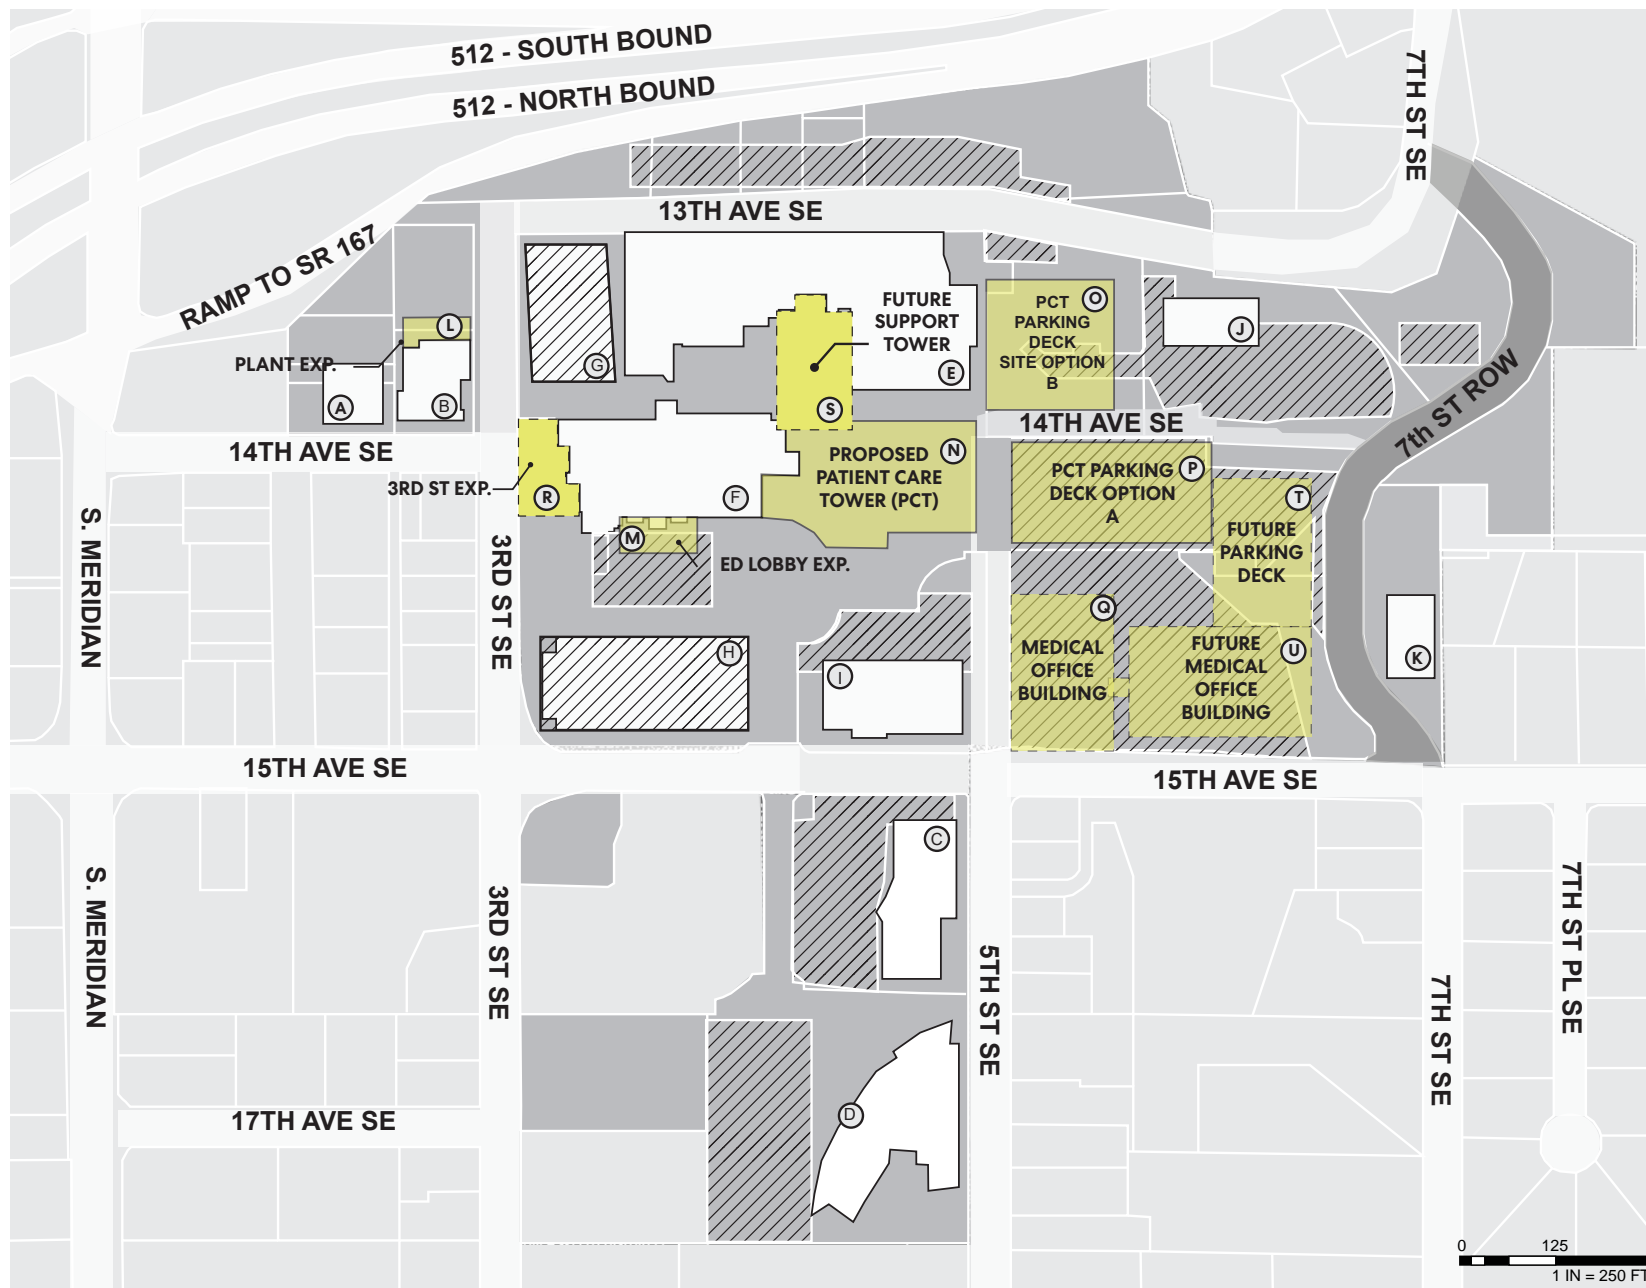 512 - SOUTH BOUND
512 - NORTH BOUND
7TH ST SE
13TH AVE SE
RAMP TO SR 167
L
PLANT EXP.
A
B
G
FUTURE
SUPPORT
TOWER
E
S
PCT
PARKING
DECK
SITE OPTION
B
O
J
7th ST ROW
14TH AVE SE
14TH AVE SE
3RD ST EXP.
R
F
PROPOSED
PATIENT CARE
TOWER (PCT)
N
PCT PARKING
DECK OPTION
A
P
T
FUTURE
PARKING
DECK
M
ED LOBBY EXP.
S. MERIDIAN
3RD ST SE
H
I
Q
MEDICAL
OFFICE
BUILDING
FUTURE
MEDICAL
OFFICE
BUILDING
U
K
15TH AVE SE
15TH AVE SE
C
S. MERIDIAN
3RD ST SE
5TH ST SE
7TH ST SE
7TH ST PL SE
D
17TH AVE SE
0 125
1 IN = 250 FT